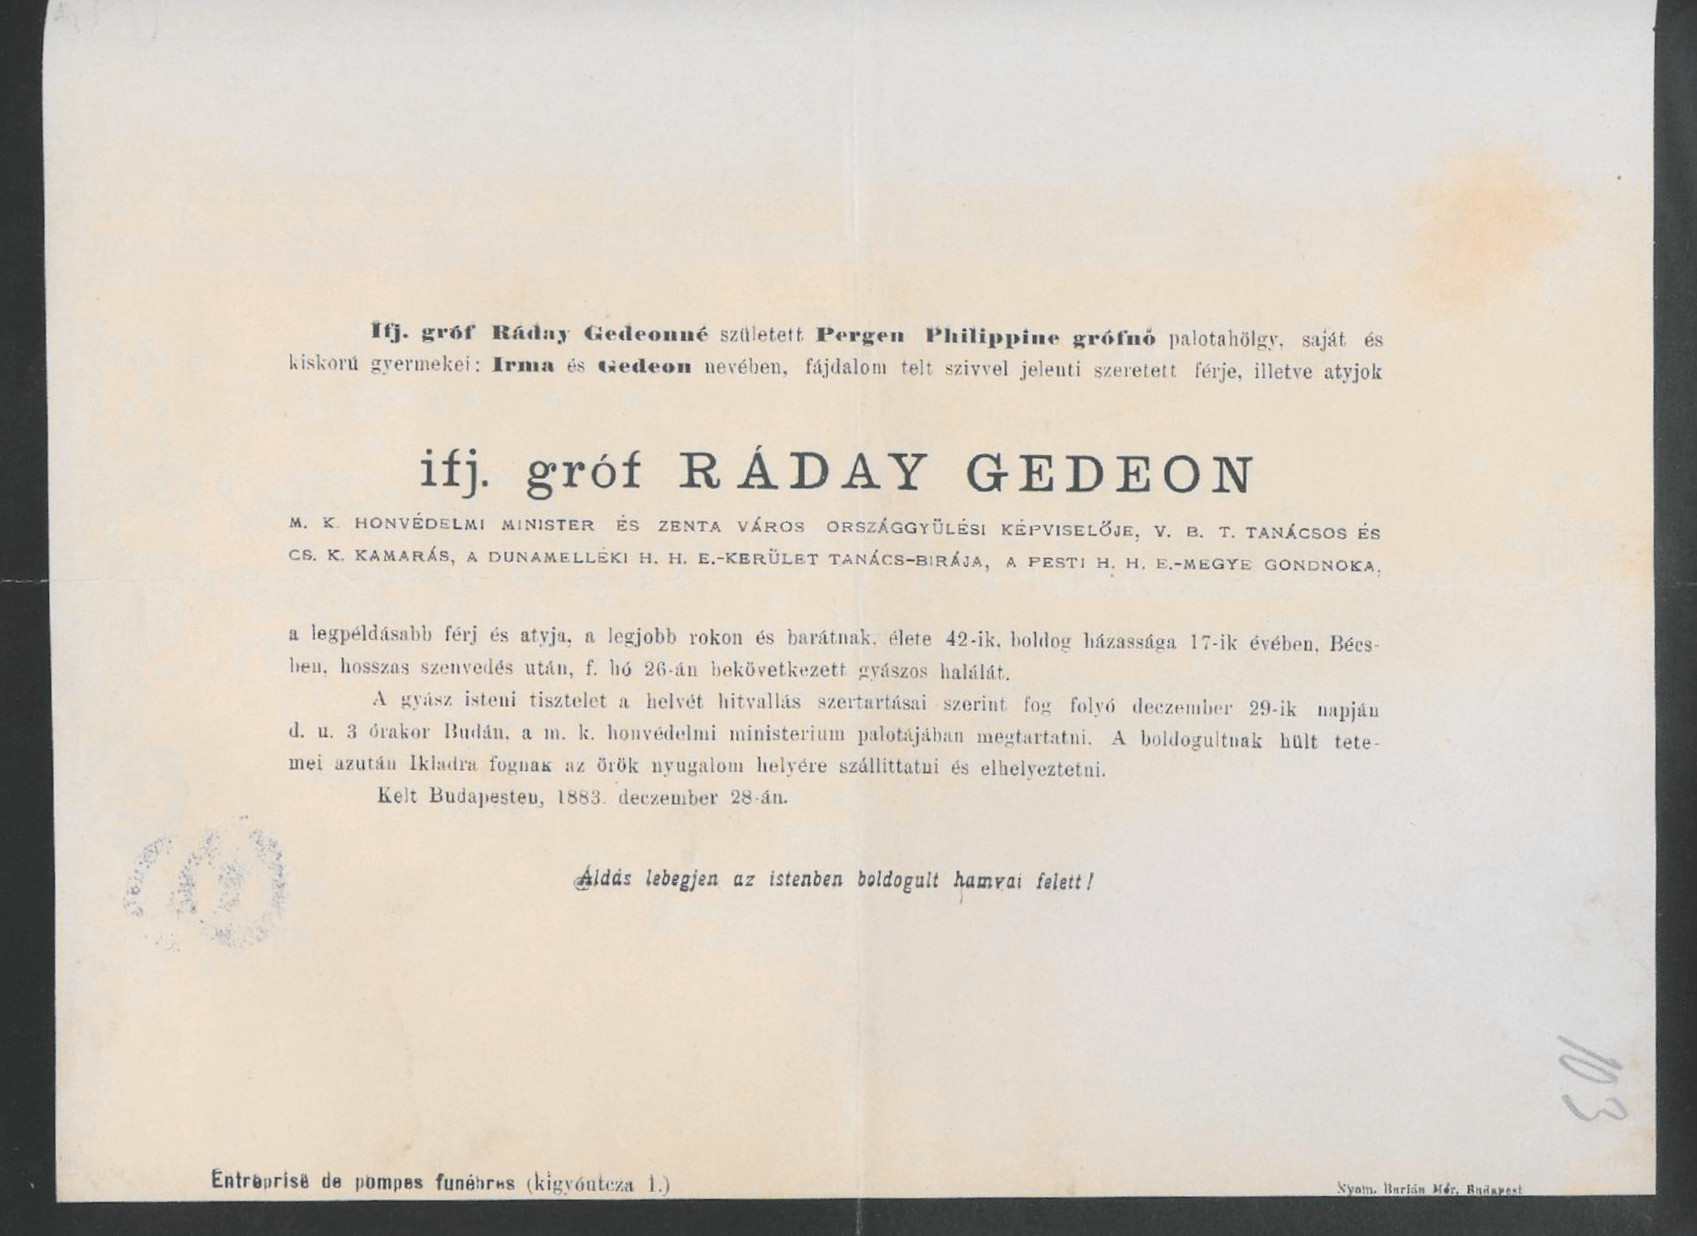 Ifj. gróf Ráday Gedeonné született Pergen Philippine grófnő palotahölgy, saját és
kiskorú gyermekei: Irma és Gedeon nevében, fájdalom telt szivvel jelenti szeretett férje, illetve atyjok
ifj. gróf RÁDAY GEDEON
M. K. HONVÉDELMI MINISTER ÉS ZENTA VÁROS ORSZÁGGYÜLÉSI KÉPVISELŐJE, V. B. T. TANÁCSOS ÉS
CS. K. KAMARÁS, A DUNAMELLÉKI H. H. E.-KERÜLET TANÁCS-BIRÁJA, A PESTI H. H. E.-MEGYE GONDNOKA,
a legpéldásabb férj és atyja, a legjobb rokon és barátnak, élete 42-ik, boldog házassága 17-ik évében, Bécs-
ben, hosszas szenvedés után, f. hó 26-án bekövetkezett gyászos halálát.
A gyász isteni tisztelet a helvét hitvallás szertartásai szerint fog folyó deczember 29-ik napján
d. u. 3 órakor Budán, a m. k. honvédelmi ministerium palotájában megtartatni. A boldogultnak hült tete-
mei azután Ikladra fognak az örök nyugalom helyére szállittatni és elhelyeztetni.
Kelt Budapesten, 1883. deczember 28-án.
Áldás lebegjen az istenben boldogult hamvai felett!
103
Entreprise de pompes funébres (kigyóutcza 1.)
Nyom. Burián Mór, Budapest